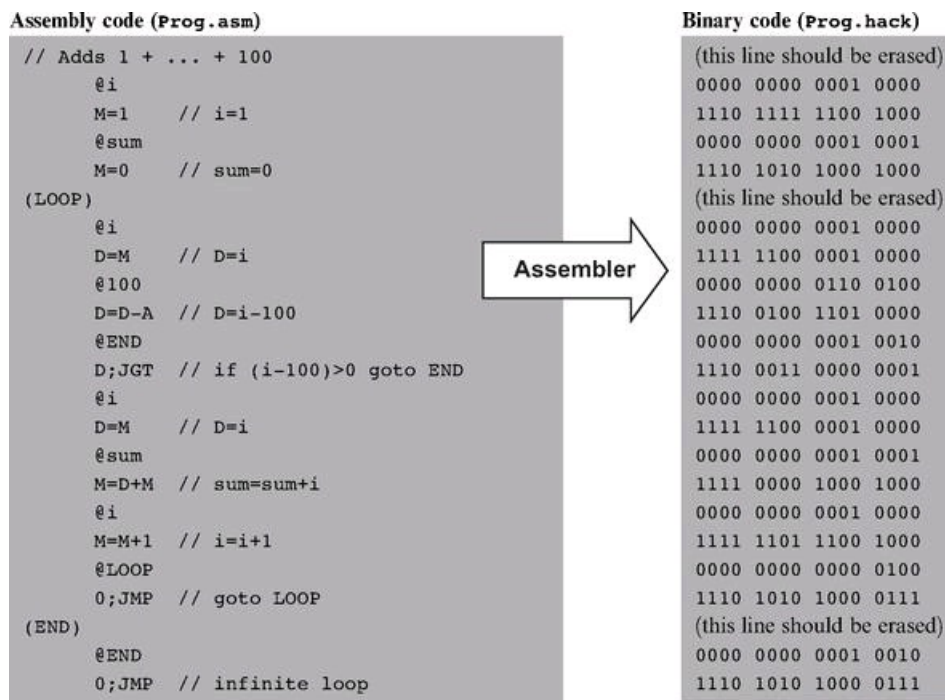 Assembly code (Prog.asm)
// Adds 1 + ... + 100
@i
M=1 // i=1
@sum
M=0 // sum=0
(LOOP)
@i
D=M // D=i
@100
D=D-A // D=i-100
@END
D;JGT // if (i-100)>0 goto END
@i
D=M // D=i
@sum
M=D+M // sum=sum+i
@i
M=M+1 // i=i+1
@LOOP
0;JMP // goto LOOP
(END)
@END
0;JMP // infinite loop
Assembler
Binary code (Prog.hack)
(this line should be erased)
0000 0000 0001 0000
1110 1111 1100 1000
0000 0000 0001 0001
1110 1010 1000 1000
(this line should be erased)
0000 0000 0001 0000
1111 1100 0001 0000
0000 0000 0110 0100
1110 0100 1101 0000
0000 0000 0001 0010
1110 0011 0000 0001
0000 0000 0001 0000
1111 1100 0001 0000
0000 0000 0001 0001
1111 0000 1000 1000
0000 0000 0001 0000
1111 1101 1100 1000
0000 0000 0000 0100
1110 1010 1000 0111
(this line should be erased)
0000 0000 0001 0010
1110 1010 1000 0111